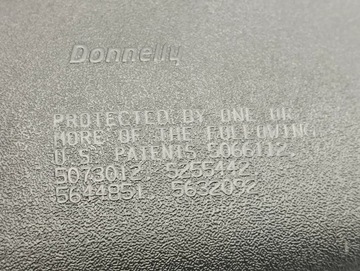 Donnelly
PROTECTED BY ONE OR
MORE OF THE FOLLOWING
U.S. PATENTS 5066112,
5073012 5255442
5644851, 5632092